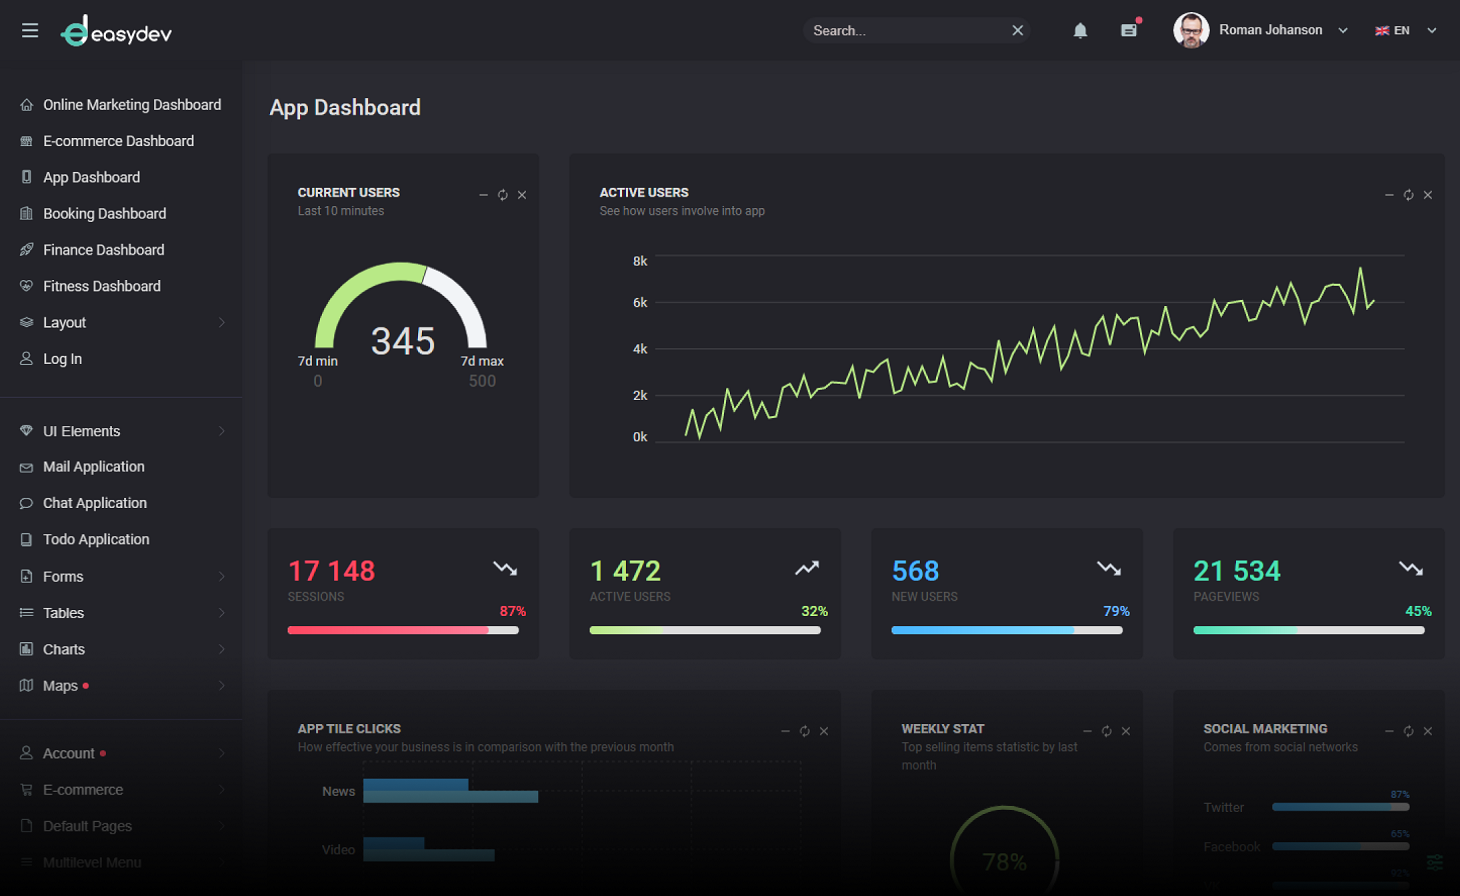 easydev
Search...
Roman Johanson
EN
Online Marketing Dashboard
E-commerce Dashboard
App Dashboard
Booking Dashboard
Finance Dashboard
Fitness Dashboard
Layout
Log In
UI Elements
Mail Application
Chat Application
Todo Application
Forms
Tables
Charts
Maps
Account
E-commerce
Default Pages
Multilevel Menu
App Dashboard
CURRENT USERS
Last 10 minutes
345
7d min
7d max
0
500
ACTIVE USERS
See how users involve into app
8k
6k
4k
2k
0k
17 148
SESSIONS
87%
1 472
ACTIVE USERS
32%
568
NEW USERS
79%
21 534
PAGEVIEWS
45%
APP TILE CLICKS
How effective your business is in comparison with the previous month
News
Video
WEEKLY STAT
Top selling items statistic by last
month
78%
SOCIAL MARKETING
Comes from social networks
87%
Twitter
65%
Facebook